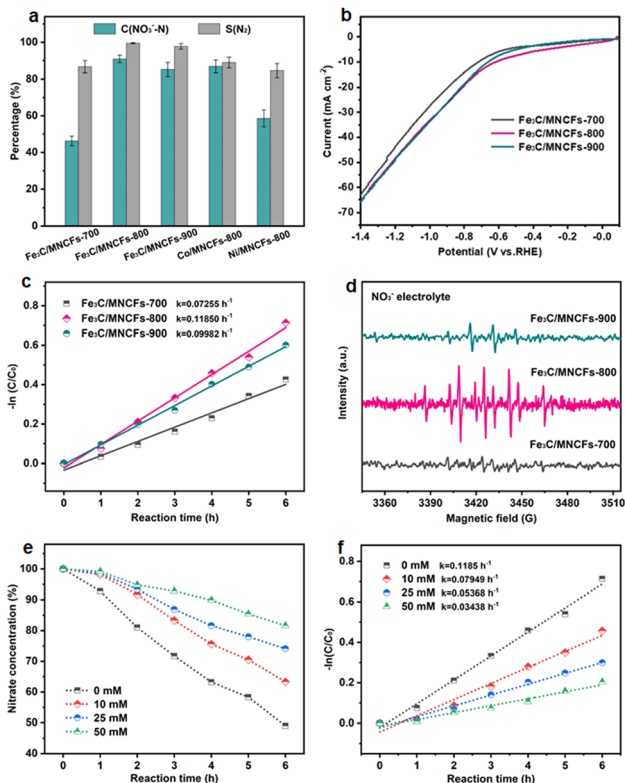 a
C(NO₃⁻-N) S(N₂)
100
80
60
40
20
0
Percentage (%)
Fe₃C/MNCFs-700 Fe₃C/MNCFs-800 Fe₃C/MNCFs-900 Co/MNCFs-800 Ni/MNCFs-800
b
0
-10
-20
-30
-40
-50
-60
-70
Current (mA cm⁻²)
Fe₃C/MNCFs-700
Fe₃C/MNCFs-800
Fe₃C/MNCFs-900
-1.4 -1.2 -1.0 -0.8 -0.6 -0.4 -0.2 0.0
Potential (V vs.RHE)
c
Fe₃C/MNCFs-700 k=0.07255 h⁻¹
Fe₃C/MNCFs-800 k=0.11850 h⁻¹
Fe₃C/MNCFs-900 k=0.09982 h⁻¹
0.8
0.6
0.4
0.2
0.0
-ln (C/C₀)
0 1 2 3 4 5 6
Reaction time (h)
d
NO₃⁻ electrolyte
Fe₃C/MNCFs-900
Fe₃C/MNCFs-800
Fe₃C/MNCFs-700
Intensity (a.u.)
3360 3390 3420 3450 3480 3510
Magnetic field (G)
e
100
95
90
85
80
75
70
65
60
55
50
45
40
Nitrate concentration (%)
0 mM
10 mM
25 mM
50 mM
0 1 2 3 4 5 6
Reaction time (h)
f
0 mM k=0.1185 h⁻¹
10 mM k=0.07949 h⁻¹
25 mM k=0.05368 h⁻¹
50 mM k=0.03438 h⁻¹
0.8
0.6
0.4
0.2
0.0
-ln(C/C₀)
0 1 2 3 4 5 6
Reaction time (h)